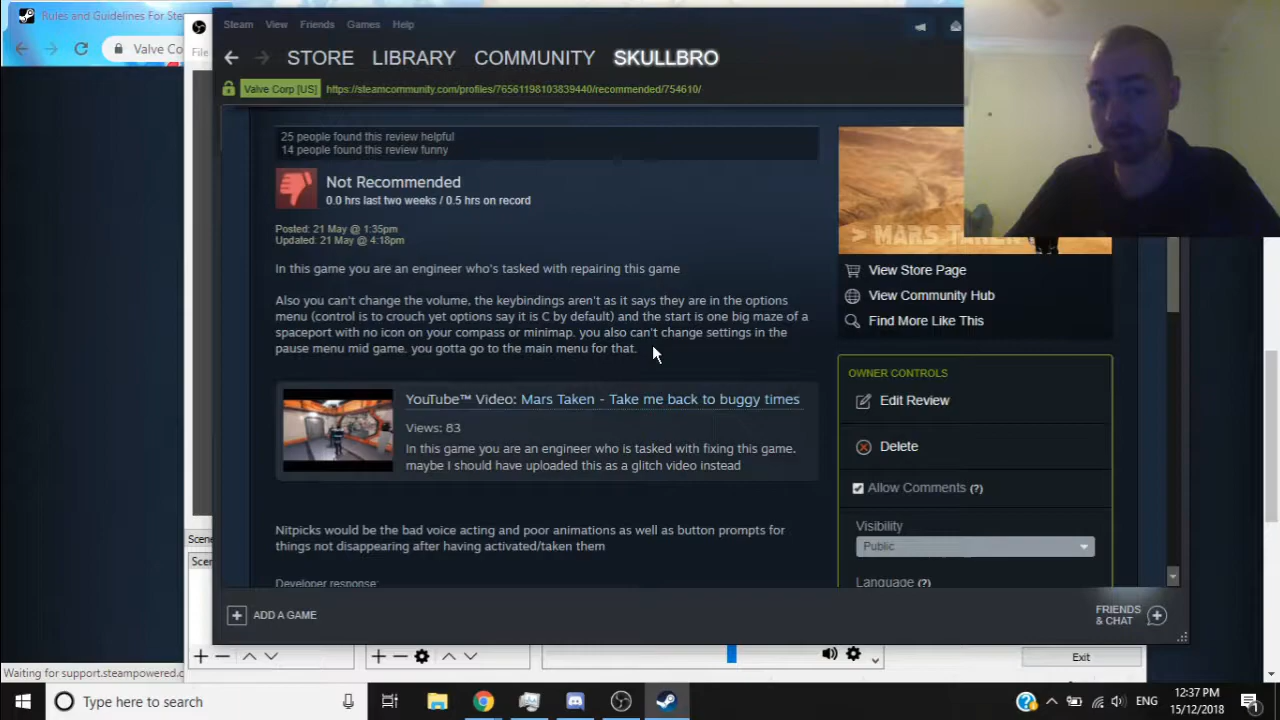 Rules and Guidelines For Ste
Steam View Friends Games Help
Valve Co
File
STORE LIBRARY COMMUNITY SKULLBRO
Valve Corp [US] https://steamcommunity.com/profiles/76561198103839440/recommended/754610/
25 people found this review helpful
14 people found this review funny
Not Recommended
0.0 hrs last two weeks / 0.5 hrs on record
Posted: 21 May @ 1:35pm
Updated: 21 May @ 4:18pm
In this game you are an engineer who's tasked with repairing this game
Also you can't change the volume, the keybindings aren't as it says they are in the options
menu (control is to crouch yet options say it is C by default) and the start is one big maze of a
spaceport with no icon on your compass or minimap. you also can't change settings in the
pause menu mid game. you gotta go to the main menu for that.
YouTube™ Video: Mars Taken - Take me back to buggy times
Views: 83
In this game you are an engineer who is tasked with fixing this game.
maybe I should have uploaded this as a glitch video instead
Nitpicks would be the bad voice acting and poor animations as well as button prompts for
things not disappearing after having activated/taken them
Developer response:
> MARS TAKEN
View Store Page
View Community Hub
Find More Like This
OWNER CONTROLS
Edit Review
Delete
Allow Comments (?)
Visibility
Public
Language (?)
Scene
Scen
ADD A GAME
FRIENDS
& CHAT
Exit
Waiting for support.steampowered.c
Type here to search
ENG
12:37 PM
15/12/2018
1